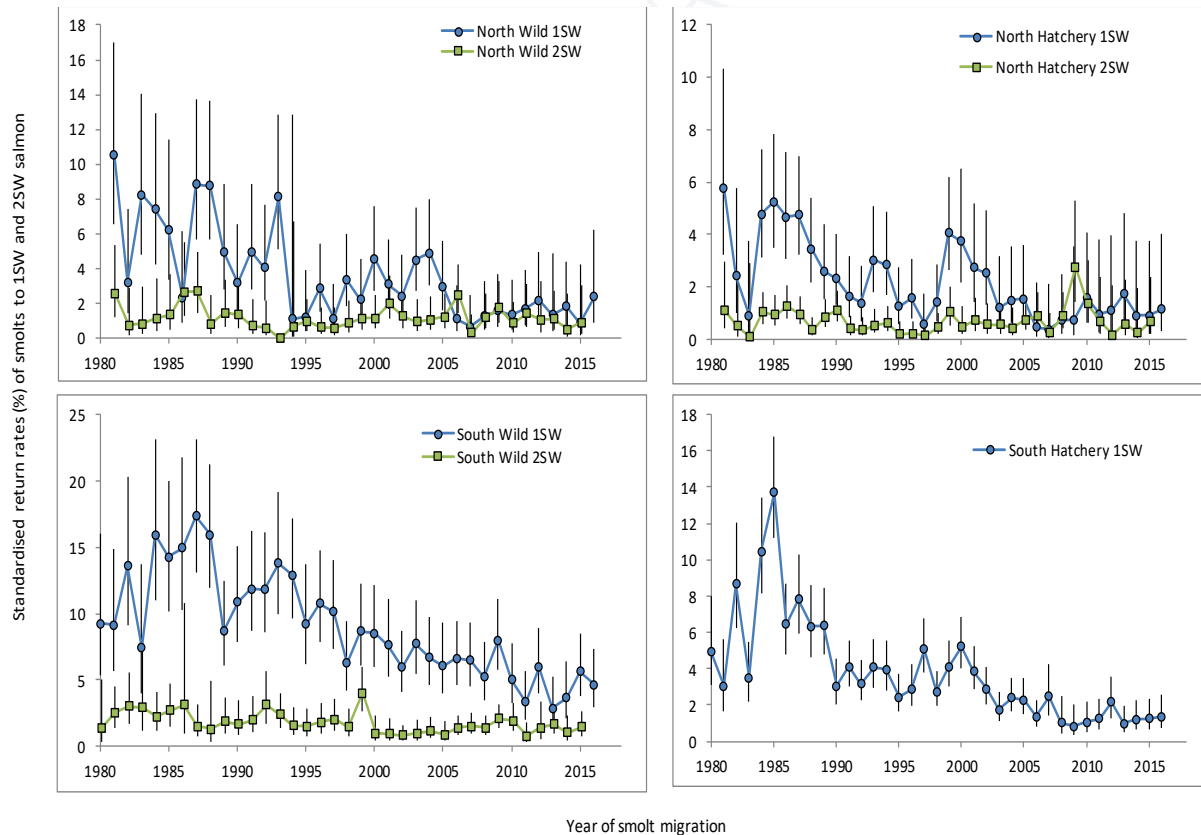 Standardised return rates (%) of smolts to 1SW and 2SW salmon
18
16
14
12
10
8
6
4
2
0
1980 1985 1990 1995 2000 2005 2010 2015
North Wild 1SW
North Wild 2SW
12
10
8
6
4
2
0
1980 1985 1990 1995 2000 2005 2010 2015
North Hatchery 1SW
North Hatchery 2SW
25
20
15
10
5
0
1980 1985 1990 1995 2000 2005 2010 2015
South Wild 1SW
South Wild 2SW
18
16
14
12
10
8
6
4
2
0
1980 1985 1990 1995 2000 2005 2010 2015
South Hatchery 1SW
Year of smolt migration